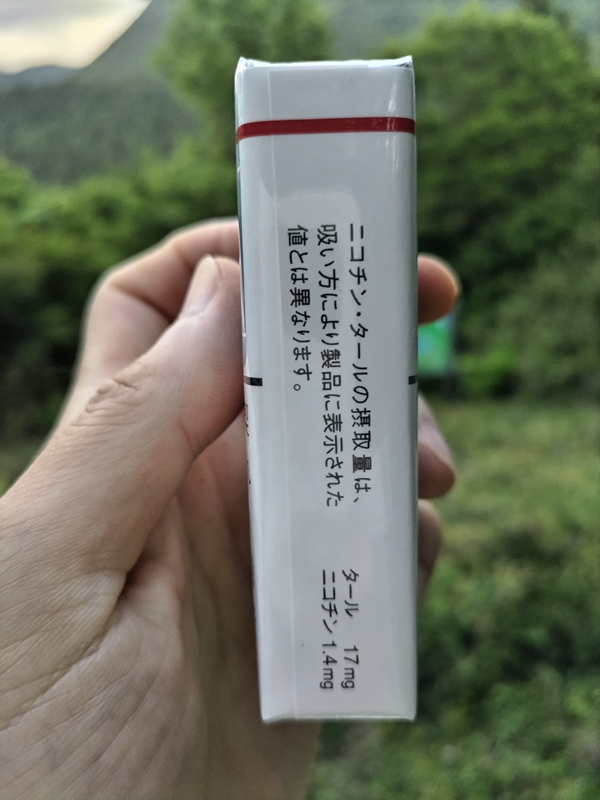 ニコチン・タールの摂取量は、
吸い方により製品に表示された
値とは異なります。
タール 17mg
ニコチン 1.4mg